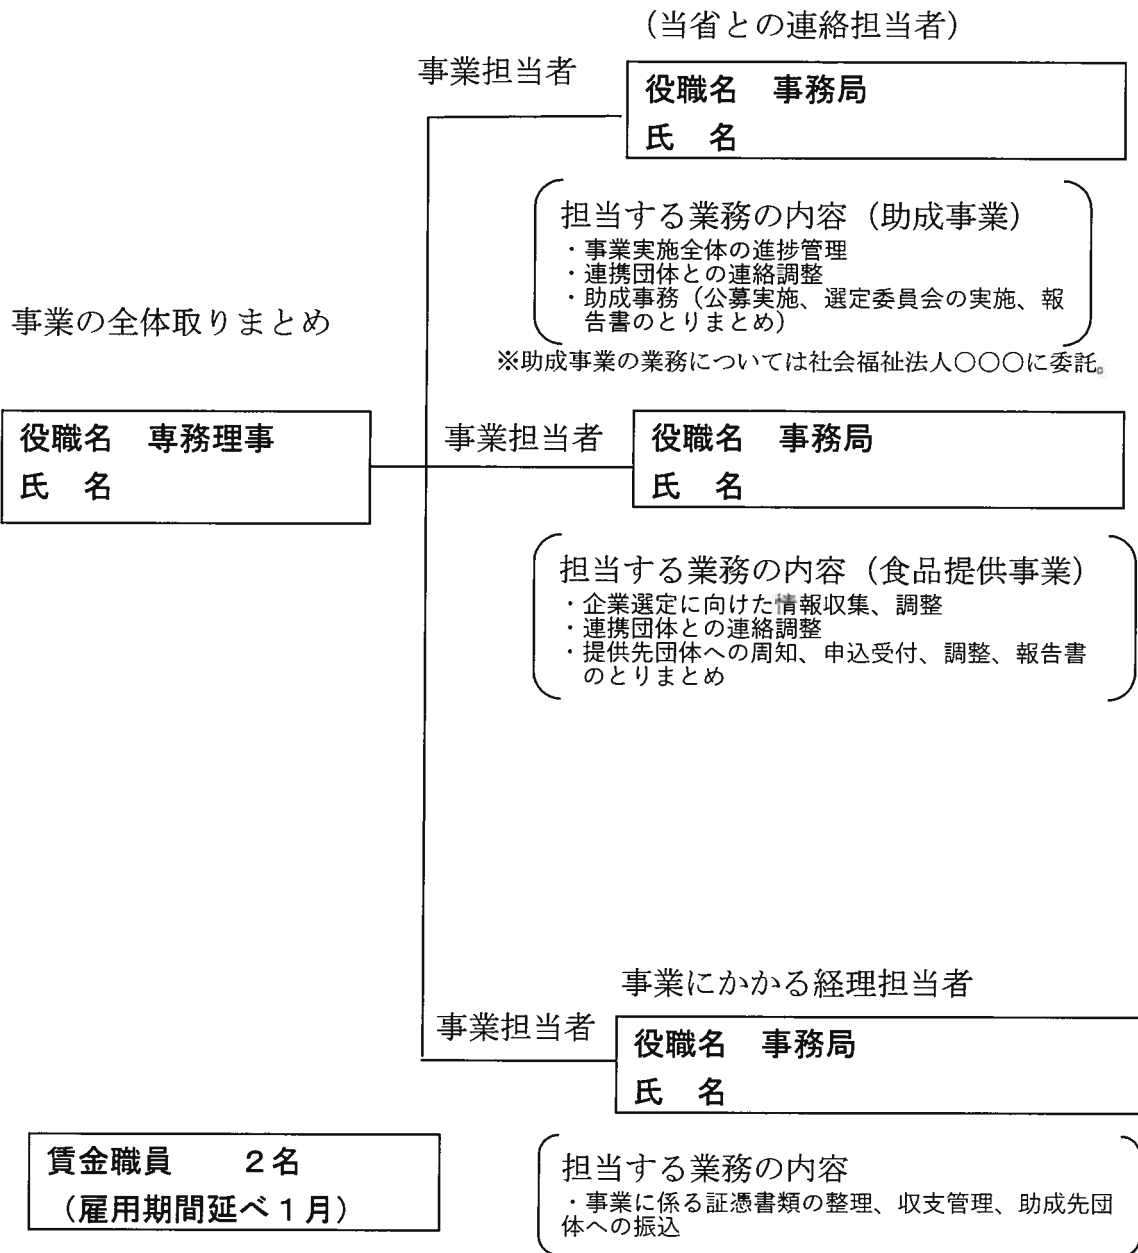 （当省との連絡担当者）
事業担当者
役職名　事務局
氏　名
担当する業務の内容（助成事業）
・事業実施全体の進捗管理
・連携団体との連絡調整
・助成事務（公募実施、選定委員会の実施、報
告書のとりまとめ）
※助成事業の業務については社会福祉法人〇〇〇に委託。
事業の全体取りまとめ
役職名　専務理事
氏　名
事業担当者
役職名　事務局
氏　名
担当する業務の内容（食品提供事業）
・企業選定に向けた情報収集、調整
・連携団体との連絡調整
・提供先団体への周知、申込受付、調整、報告書
のとりまとめ
事業にかかる経理担当者
事業担当者
役職名　事務局
氏　名
賃金職員　　２名
（雇用期間延べ１月）
担当する業務の内容
・事業に係る証憑書類の整理、収支管理、助成先団
体への振込